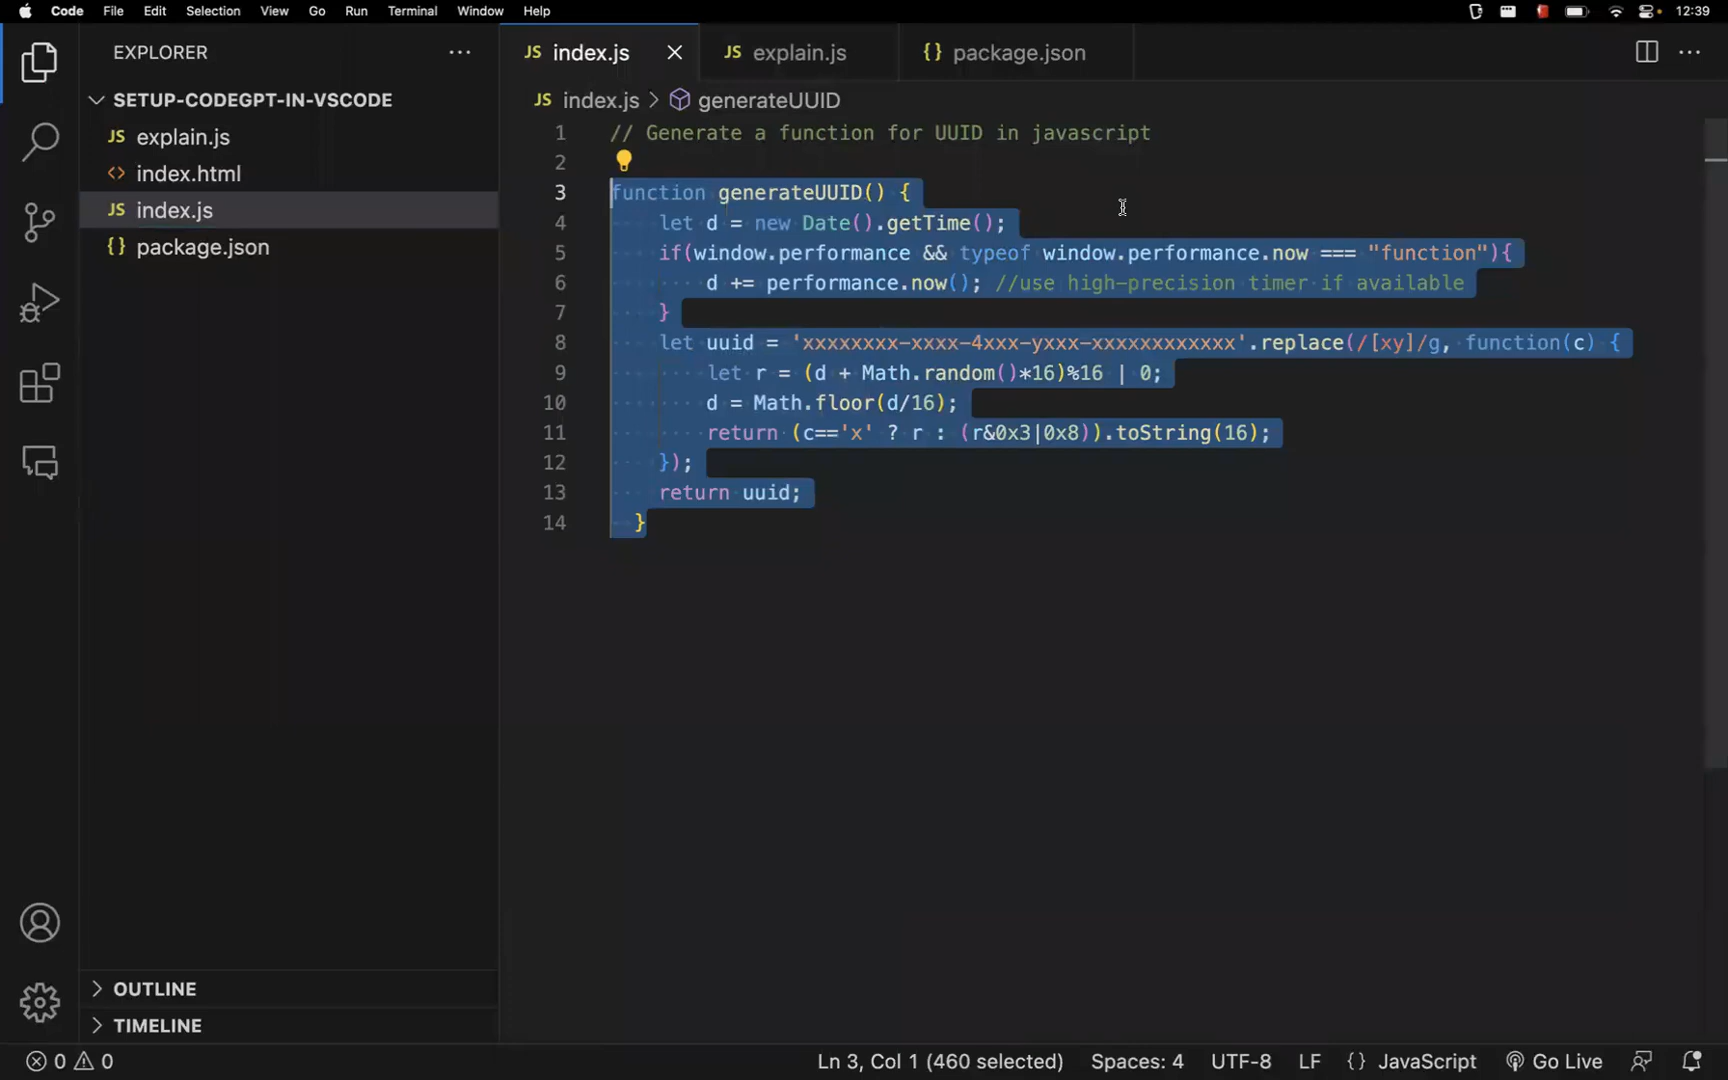 Code File Edit Selection View Go Run Terminal Window Help 12:39
EXPLORER ...
JS index.js JS explain.js {} package.json ...
SETUP-CODEGPT-IN-VSCODE
JS explain.js
<> index.html
JS index.js
{} package.json
JS index.js > generateUUID
1 // Generate a function for UUID in javascript
2
3 function generateUUID() {
4 let d = new Date().getTime();
5 if(window.performance && typeof window.performance.now === "function"){
6 d += performance.now(); //use high-precision timer if available
7 }
8 let uuid = 'xxxxxxxx-xxxx-4xxx-yxxx-xxxxxxxxxxxx'.replace(/[xy]/g, function(c) {
9 let r = (d + Math.random()*16)%16 | 0;
10 d = Math.floor(d/16);
11 return (c=='x' ? r : (r&0x3|0x8)).toString(16);
12 });
13 return uuid;
14 }
OUTLINE
TIMELINE
0 0 Ln 3, Col 1 (460 selected) Spaces: 4 UTF-8 LF {} JavaScript Go Live